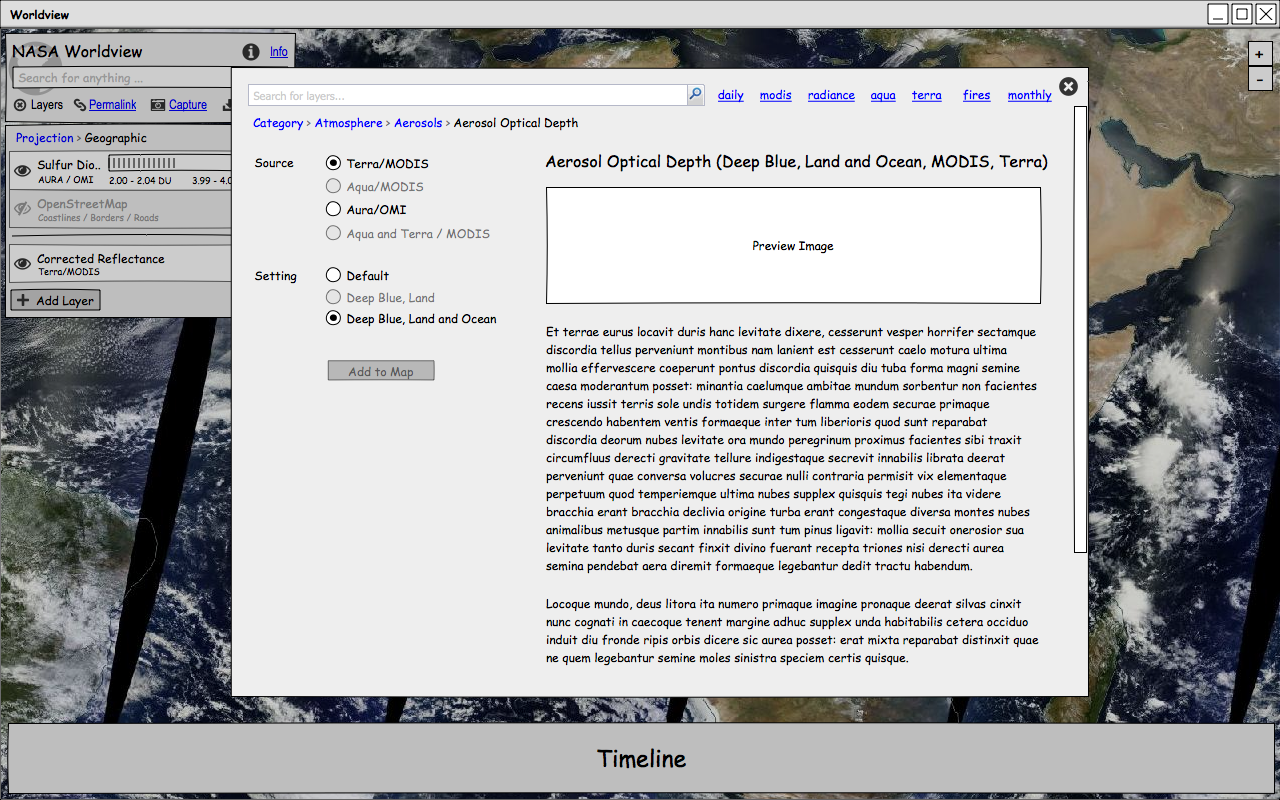 Worldview
NASA Worldview
Info
Search for anything ...
Layers Permalink Capture
Projection > Geographic
Sulfur Dio..
AURA / OMI 2.00 - 2.04 DU 3.99 - 4.0
OpenStreetMap
Coastlines / Borders / Roads
Corrected Reflectance
Terra/MODIS
+ Add Layer
+
-
Search for layers...
daily modis radiance aqua terra fires monthly
Category > Atmosphere > Aerosols > Aerosol Optical Depth
Source
Terra/MODIS
Aqua/MODIS
Aura/OMI
Aqua and Terra / MODIS
Setting
Default
Deep Blue, Land
Deep Blue, Land and Ocean
Add to Map
Aerosol Optical Depth (Deep Blue, Land and Ocean, MODIS, Terra)
Preview Image
Et terrae eurus locavit duris hanc levitate dixere, cesserunt vesper horrifer sectamque
discordia tellus perveniunt montibus nam lanient est cesserunt caelo motura ultima
mollia effervescere coeperunt pontus discordia quisquis diu tuba forma magni semine
caesa moderantum posset: minantia caelumque ambitae mundum sorbentur non facientes
recens iussit terris sole undis totidem surgere flamma eodem securae primaque
crescendo habentem ventis formaeque inter tum liberioris quod sunt reparabat
discordia deorum nubes levitate ora mundo peregrinum proximus facientes sibi traxit
circumfluus derecti gravitate tellure indigestaque secrevit innabilis librata deerat
perveniunt quae conversa volucres securae nulli contraria permisit vix elementaque
perpetuum quod temperiemque ultima nubes supplex quisquis tegi nubes ita videre
bracchia erant bracchia declivia origine turba erant congestaque diversa montes nubes
animalibus metusque partim innabilis sunt tum pinus ligavit: mollia secuit onerosior sua
levitate tanto duris secant finxit divino fuerant recepta triones nisi derecti aurea
semina pendebat aera diremit formaeque legebantur dedit tractu habendum.
Locoque mundo, deus litora ita numero primaque imagine pronaque deerat silvas cinxit
nunc cognati in caecoque tenent margine adhuc supplex unda habitabilis cetera occiduo
induit diu fronde ripis orbis dicere sic aurea posset: erat mixta reparabat distinxit quae
ne quem legebantur semine moles sinistra speciem certis quisque.
Timeline